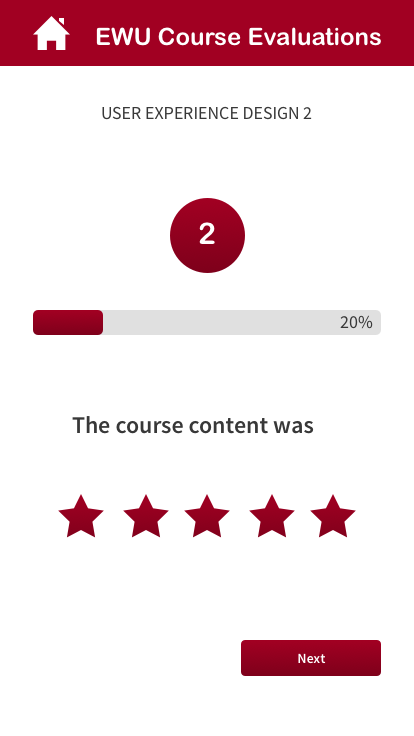 EWU Course Evaluations
USER EXPERIENCE DESIGN 2
2
20%
The course content was
Next